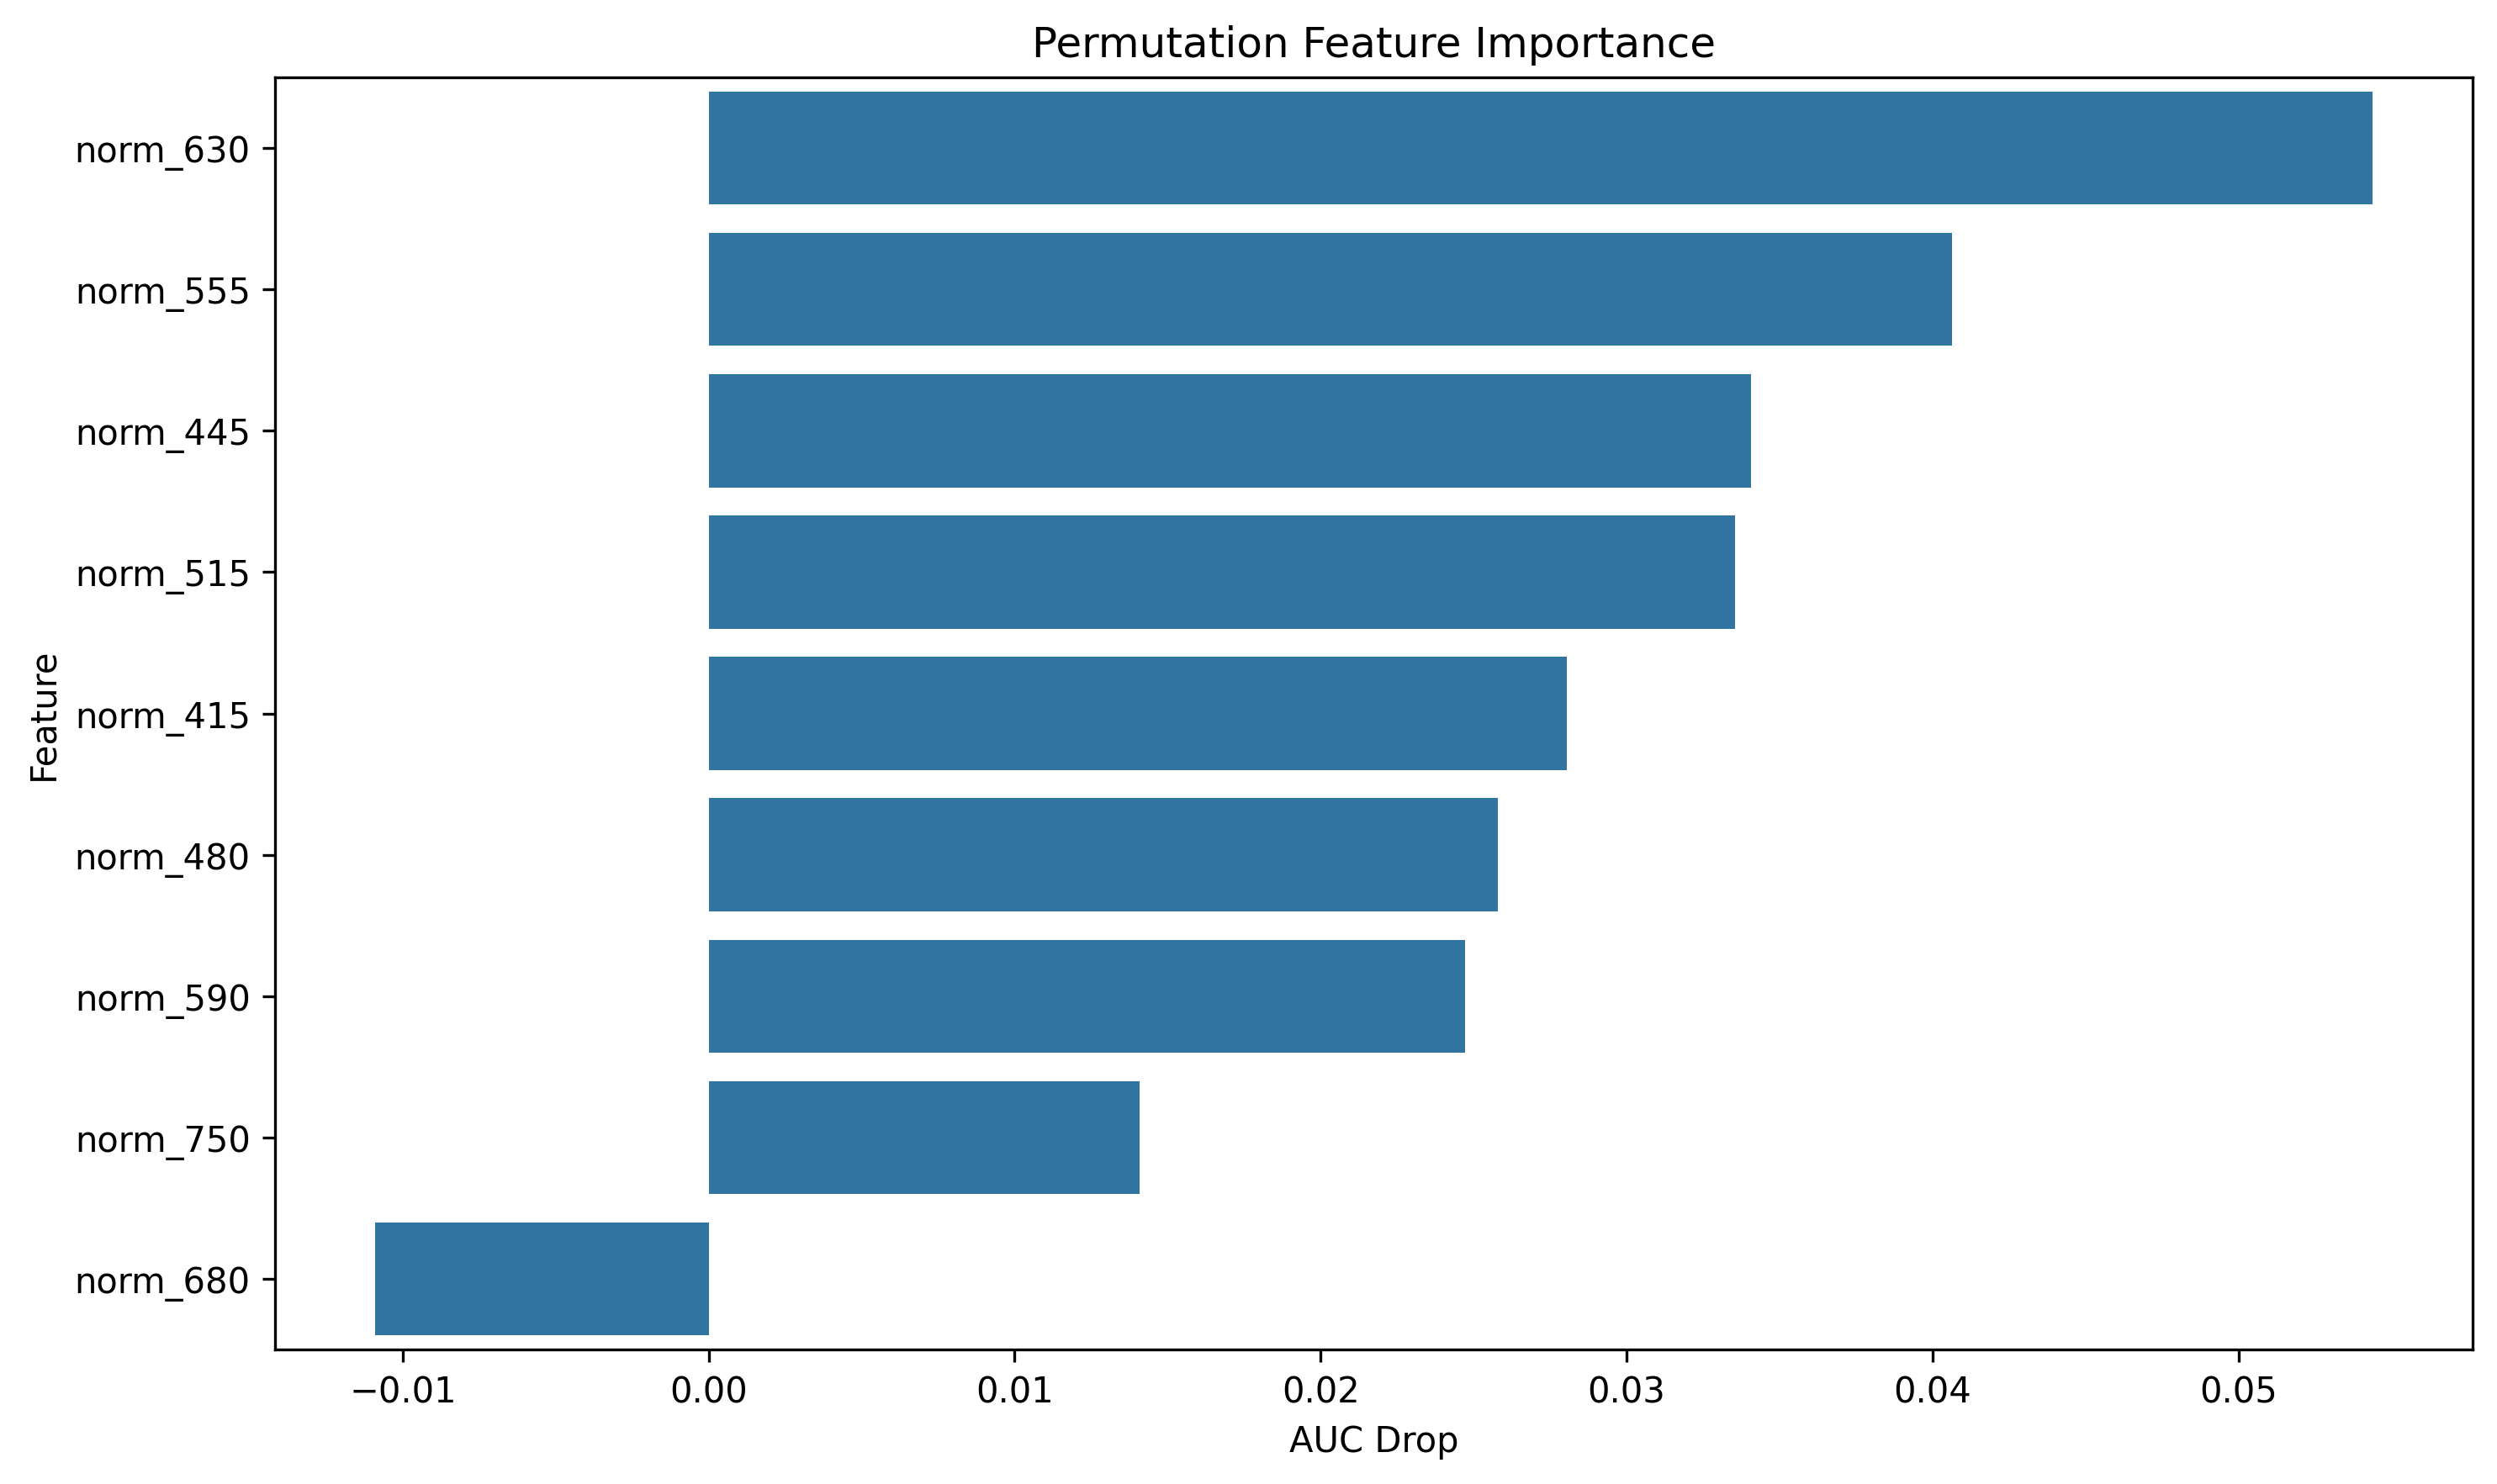 Permutation Feature Importance
norm_630
norm_555
norm_445
norm_515
norm_415
norm_480
norm_590
norm_750
norm_680
Feature
−0.01 0.00 0.01 0.02 0.03 0.04 0.05
AUC Drop